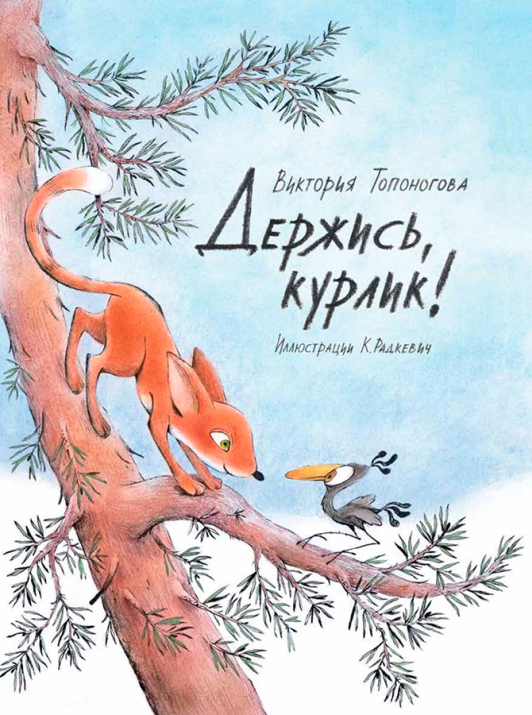 Виктория Топоногова
Держись,
курлик!
Иллюстрации К. Радкевич